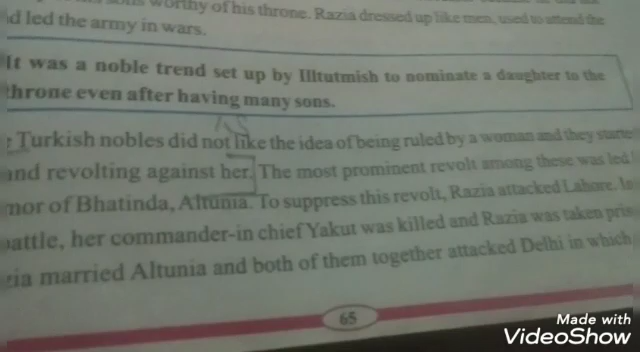 worthy of his throne. Razia dressed up like men, used to attend the
d led the army in wars.
It was a noble trend set up by Illtutmish to nominate a daughter to the
throne even after having many sons.
Turkish nobles did not like the idea of being ruled by a woman and they starte
and revolting against her. The most prominent revolt among these was led
nor of Bhatinda, Altunia. To suppress this revolt, Razia attacked Lahore. In
attle, her commander-in chief Yakut was killed and Razia was taken pris
zia married Altunia and both of them together attacked Delhi in which
65
Made with
VideoShow